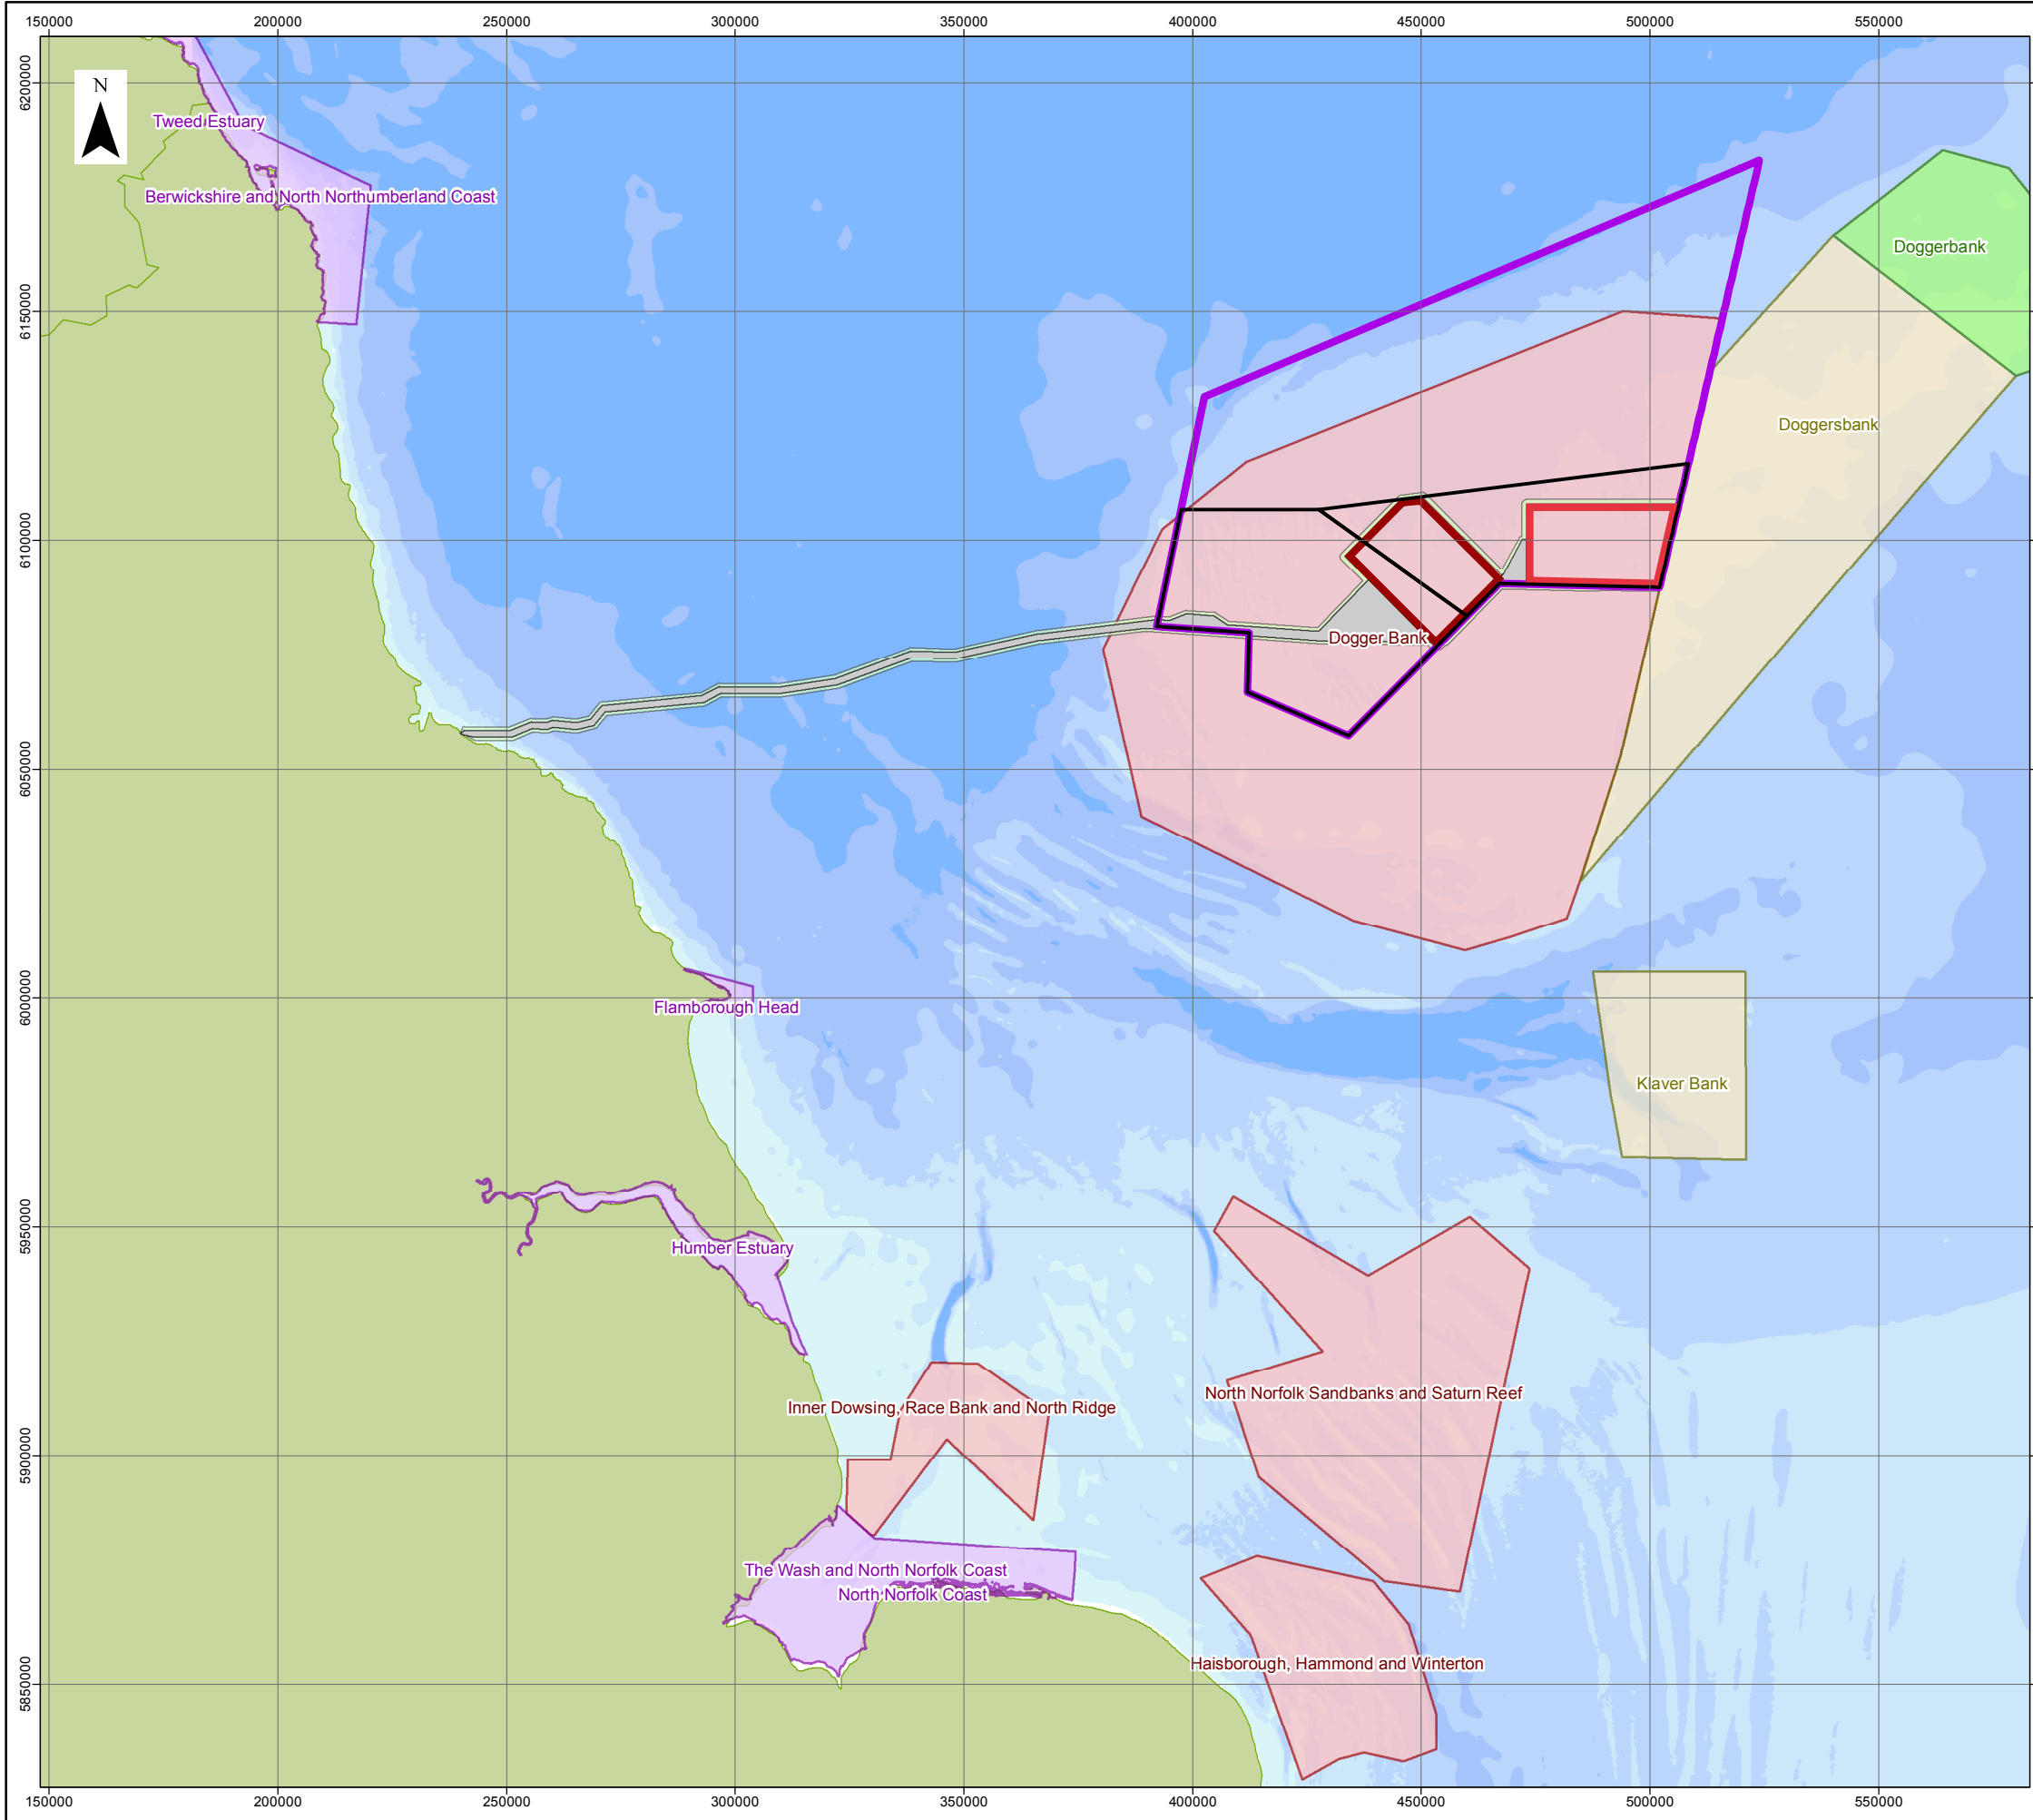 150000 200000 250000 300000 350000 400000 450000 500000 550000
6200000
N
Tweed Estuary
Berwickshire and North Northumberland Coast
Doggerbank
6150000
Doggersbank
6100000
Dogger Bank
6050000
6000000
Flamborough Head
Klaver Bank
5950000
Humber Estuary
North Norfolk Sandbanks and Saturn Reef
Inner Dowsing, Race Bank and North Ridge
5900000
The Wash and North Norfolk Coast
North Norfolk Coast
Haisborough, Hammond and Winterton
5850000
150000 200000 250000 300000 350000 400000 450000 500000 550000